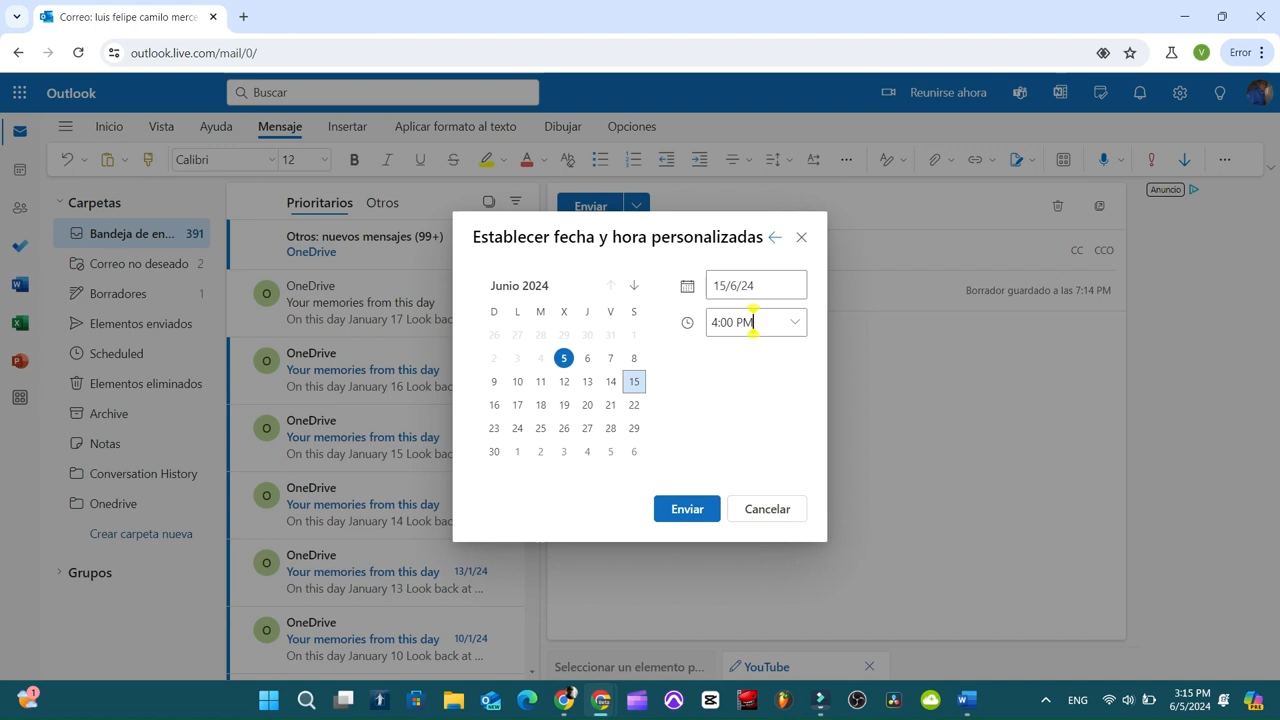 Correo: luis felipe camilo merce
outlook.live.com/mail/0/
V
Error
Outlook
Buscar
Reunirse ahora
Inicio
Vista
Ayuda
Mensaje
Insertar
Aplicar formato al texto
Dibujar
Opciones
Calibri
12
Carpetas
Bandeja de en... 391
Correo no deseado 2
Borradores 1
Elementos enviados
Scheduled
Elementos eliminados
Archive
Notas
Conversation History
Onedrive
Crear carpeta nueva
Grupos
Prioritarios
Otros
Otros: nuevos mensajes (99+)
OneDrive
O
OneDrive
Your memories from this day
On this day January 17 Look back
O
OneDrive
Your memories from this day
On this day January 16 Look back
O
OneDrive
Your memories from this day
On this day January 15 Look back
O
OneDrive
Your memories from this day
On this day January 14 Look back
O
OneDrive
Your memories from this day 13/1/24
On this day January 13 Look back at ...
O
OneDrive
Your memories from this day 10/1/24
On this day January 10 Look back at ...
Enviar
CC CCO
Borrador guardado a las 7:14 PM
Anuncio
Establecer fecha y hora personalizadas
Junio 2024
D L M X J V S
26 27 28 29 30 31 1
2 3 4 5 6 7 8
9 10 11 12 13 14 15
16 17 18 19 20 21 22
23 24 25 26 27 28 29
30 1 2 3 4 5 6
15/6/24
4:00 PM
Enviar
Cancelar
Seleccionar un elemento p...
YouTube
1
ENG
3:15 PM
6/5/2024